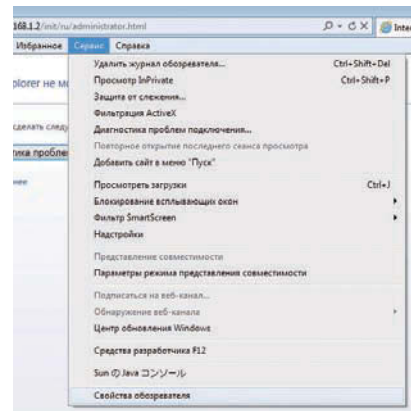 168.1.2/init/ru/administrator.html
Inte
Избранное Сервис Справка
Удалить журнал обозревателя... Ctrl+Shift+Del
Просмотр InPrivate Ctrl+Shift+P
plorer не мо
Защита от слежения...
Фильтрация ActiveX
сделать следу
Диагностика проблем подключения...
Повторное открытие последнего сеанса просмотра
тика пробле
Добавить сайт в меню "Пуск"
нее
Просмотреть загрузки Ctrl+J
Блокирование всплывающих окон
Фильтр SmartScreen
Надстройки
Представление совместимости
Параметры режима представления совместимости
Подписаться на веб-канал...
Обнаружение веб-канала
Центр обновления Windows
Средства разработчика F12
Sun の Java コンソール
Свойства обозревателя